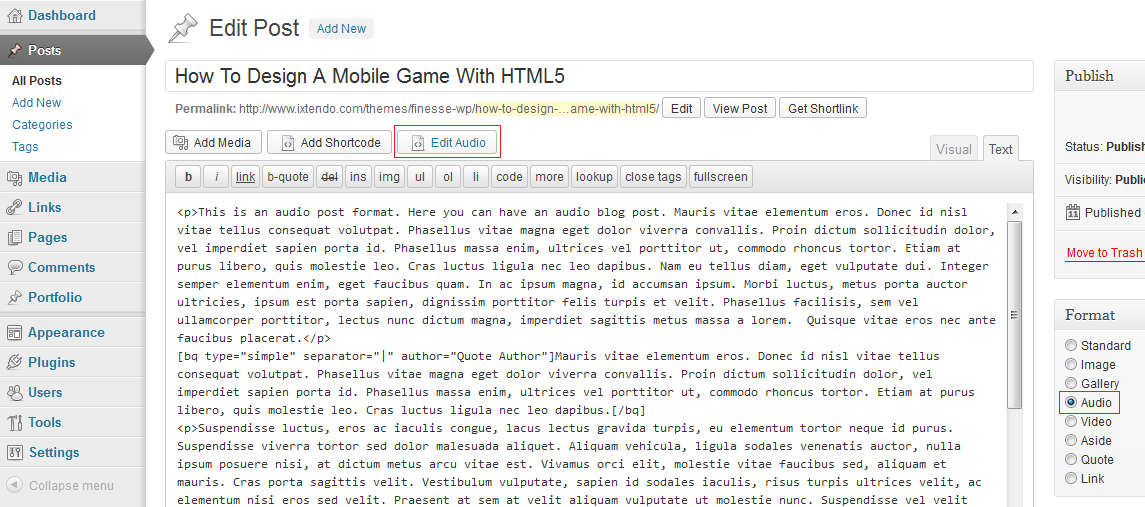 Dashboard
Posts
All Posts
Add New
Categories
Tags
Media
Links
Pages
Comments
Portfolio
Appearance
Plugins
Users
Tools
Settings
Collapse menu
Edit Post Add New
How To Design A Mobile Game With HTML5
Permalink: http://www.ixtendo.com/themes/finesse-wp/how-to-design-…ame-with-html5/ Edit View Post Get Shortlink
Add Media Add Shortcode Edit Audio Visual Text
b i link b-quote del ins img ul ol li code more lookup close tags fullscreen
<p>This is an audio post format. Here you can have an audio blog post. Mauris vitae elementum eros. Donec id nisl
vitae tellus consequat volutpat. Phasellus vitae magna eget dolor viverra convallis. Proin dictum sollicitudin dolor,
vel imperdiet sapien porta id. Phasellus massa enim, ultrices vel porttitor ut, commodo rhoncus tortor. Etiam at
purus libero, quis molestie leo. Cras luctus ligula nec leo dapibus. Nam eu tellus diam, eget vulputate dui. Integer
semper elementum enim, eget faucibus quam. In ac ipsum magna, id accumsan ipsum. Morbi luctus, metus porta auctor
ultricies, ipsum est porta sapien, dignissim porttitor felis turpis et velit. Phasellus facilisis, sem vel
ullamcorper porttitor, lectus nunc dictum magna, imperdiet sagittis metus massa a lorem.  Quisque vitae eros nec ante
faucibus placerat.</p>
[bq type="simple" separator="|" author="Quote Author"]Mauris vitae elementum eros. Donec id nisl vitae tellus
consequat volutpat. Phasellus vitae magna eget dolor viverra convallis. Proin dictum sollicitudin dolor, vel
imperdiet sapien porta id. Phasellus massa enim, ultrices vel porttitor ut, commodo rhoncus tortor. Etiam at purus
libero, quis molestie leo. Cras luctus ligula nec leo dapibus.[/bq]
<p>Suspendisse luctus, eros ac iaculis congue, lacus lectus gravida turpis, eu elementum tortor neque id purus.
Suspendisse viverra tortor sed dolor malesuada aliquet. Aliquam vehicula, ligula sodales venenatis auctor, nulla
ipsum posuere nisi, at dictum metus arcu vitae est. Vivamus orci elit, molestie vitae faucibus sed, aliquam et
mauris. Cras porta sagittis velit. Vestibulum vulputate, sapien id sodales iaculis, risus turpis ultrices velit, ac
elementum nisi eros sed velit. Praesent at sem at velit aliquam vulputate ut molestie nunc. Suspendisse vel velit
Publish
Status: Publish
Visibility: Publi
11 Published
Move to Trash
Format
Standard
Image
Gallery
Audio
Video
Aside
Quote
Link